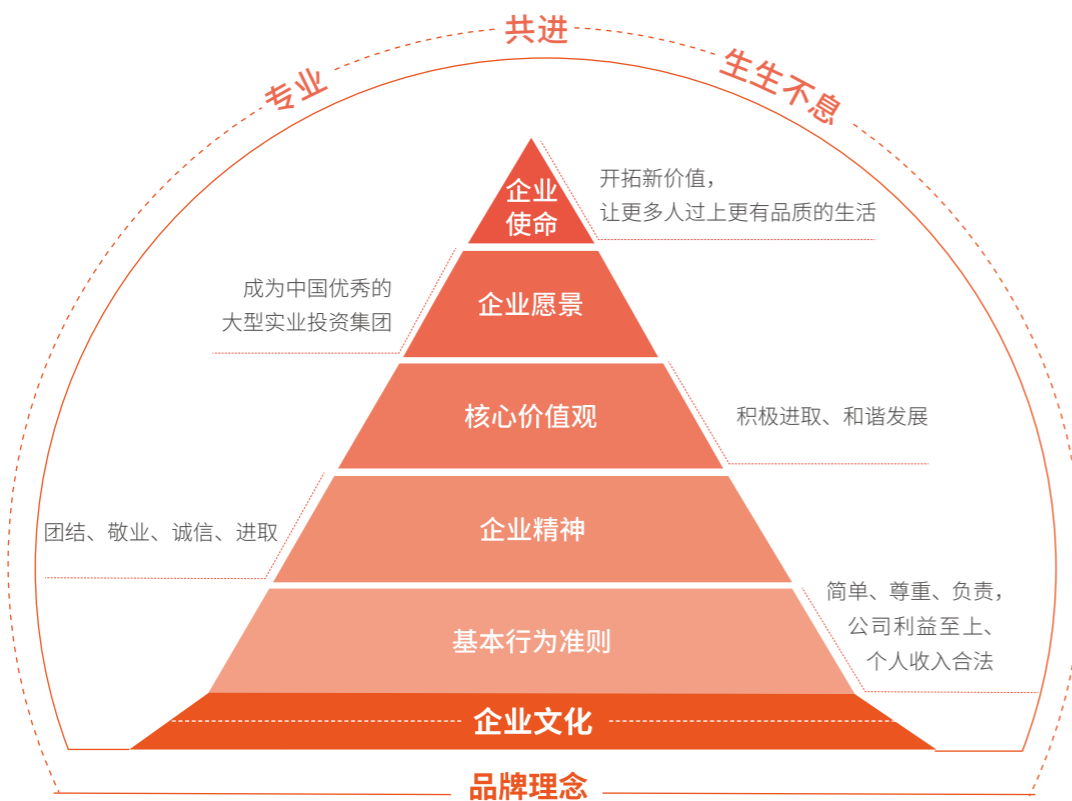 共进
专业
生生不息
企业
使命
开拓新价值，
让更多人过上更有品质的生活
企业愿景
成为中国优秀的
大型实业投资集团
核心价值观
积极进取、和谐发展
企业精神
团结、敬业、诚信、进取
基本行为准则
简单、尊重、负责，
公司利益至上、
个人收入合法
企业文化
品牌理念